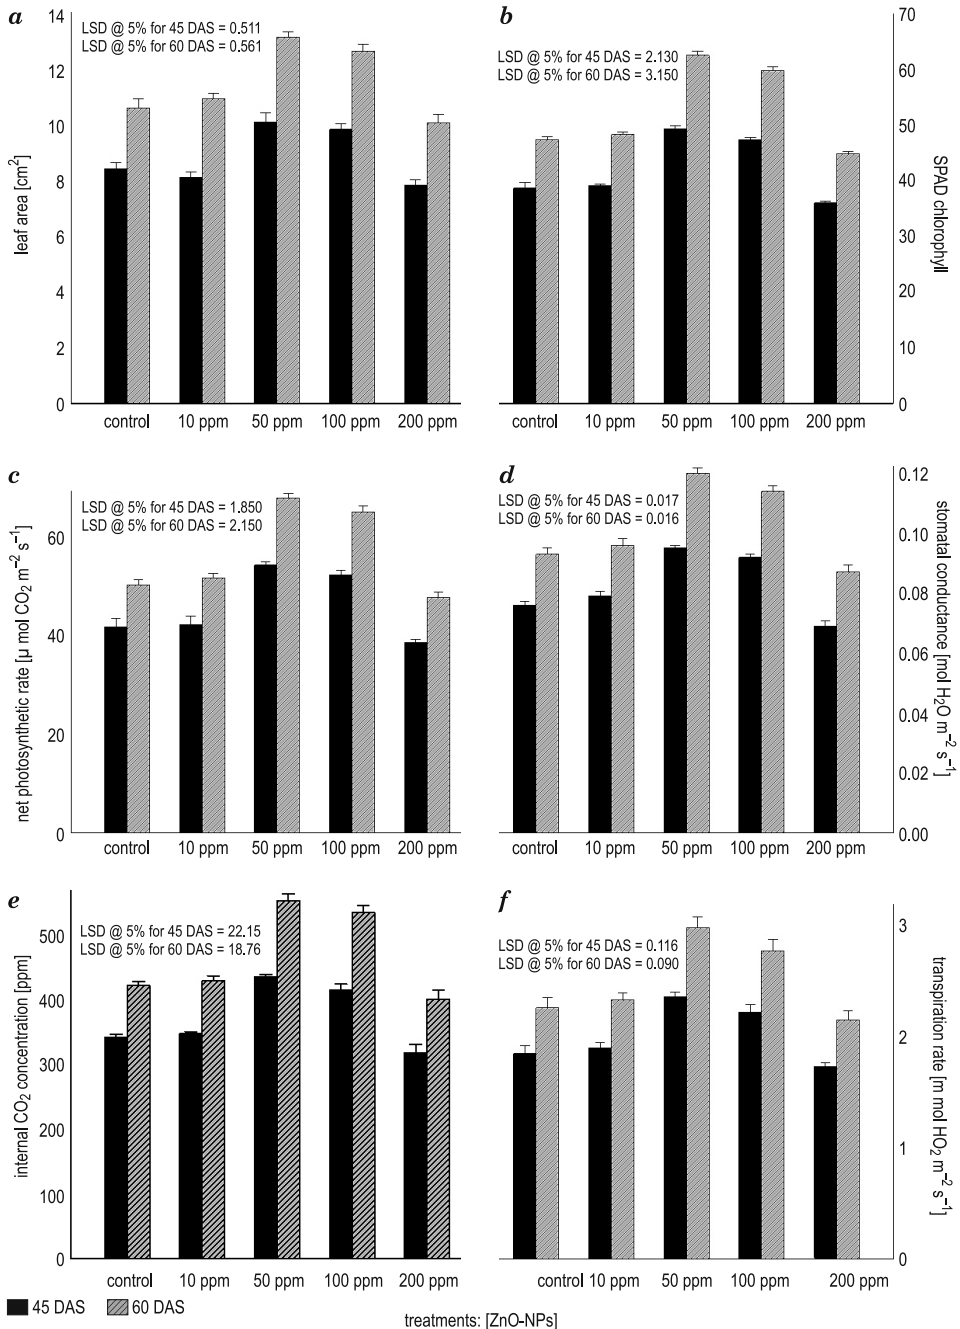 a
LSD @ 5% for 45 DAS = 0.511
LSD @ 5% for 60 DAS = 0.561
14
12
10
8
6
4
2
0
leaf area [cm²]
control 10 ppm 50 ppm 100 ppm 200 ppm
b
LSD @ 5% for 45 DAS = 2.130
LSD @ 5% for 60 DAS = 3.150
70
60
50
40
30
20
10
0
SPAD chlorophyll
control 10 ppm 50 ppm 100 ppm 200 ppm
c
LSD @ 5% for 45 DAS = 1.850
LSD @ 5% for 60 DAS = 2.150
60
40
20
0
net photosynthetic rate [µ mol CO₂ m⁻² s⁻¹]
control 10 ppm 50 ppm 100 ppm 200 ppm
d
LSD @ 5% for 45 DAS = 0.017
LSD @ 5% for 60 DAS = 0.016
0.12
0.10
0.08
0.06
0.04
0.02
0.00
stomatal conductance [mol H₂O m⁻² s⁻¹]
control 10 ppm 50 ppm 100 ppm 200 ppm
e
LSD @ 5% for 45 DAS = 22.15
LSD @ 5% for 60 DAS = 18.76
500
400
300
200
100
0
internal CO₂ concentration [ppm]
control 10 ppm 50 ppm 100 ppm 200 ppm
f
LSD @ 5% for 45 DAS = 0.116
LSD @ 5% for 60 DAS = 0.090
3
2
1
0
transpiration rate [m mol HO₂ m⁻² s⁻¹]
control 10 ppm 50 ppm 100 ppm 200 ppm
45 DAS 60 DAS
treatments: [ZnO-NPs]